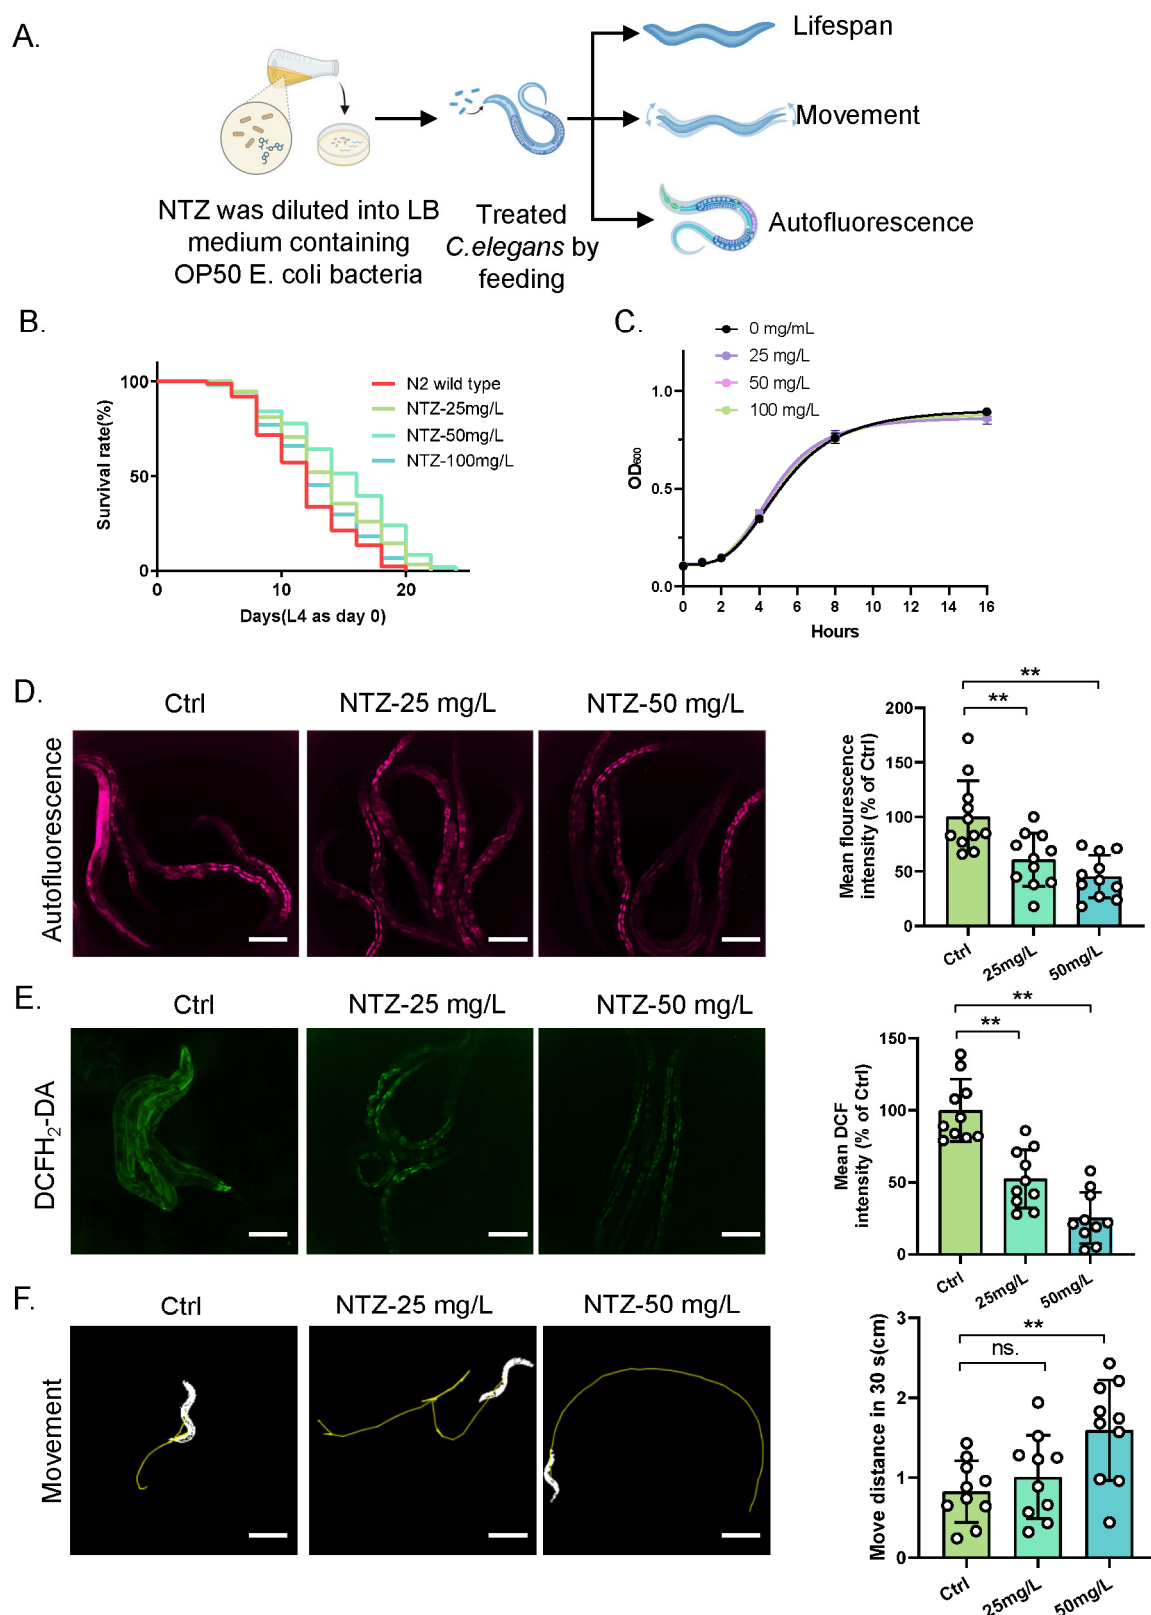 A.
Lifespan
Movement
Autofluorescence
NTZ was diluted into LB
medium containing
OP50 E. coli bacteria
Treated
C.elegans by
feeding
B.
Survival rate(%)
100
50
0
0
10
20
Days(L4 as day 0)
N2 wild type
NTZ-25mg/L
NTZ-50mg/L
NTZ-100mg/L
C.
0 mg/mL
25 mg/L
50 mg/L
100 mg/L
OD₆₀₀
1.0
0.5
0.0
0
2
4
6
8
10
12
14
16
Hours
D.
Ctrl
NTZ-25 mg/L
NTZ-50 mg/L
Autofluorescence
Mean flourescence
intensity (% of Ctrl)
200
150
100
50
0
**
**
Ctrl
25mg/L
50mg/L
E.
Ctrl
NTZ-25 mg/L
NTZ-50 mg/L
DCFH₂-DA
Mean DCF
intensity (% of Ctrl)
150
100
50
0
**
**
Ctrl
25mg/L
50mg/L
F.
Ctrl
NTZ-25 mg/L
NTZ-50 mg/L
Movement
Move distance in 30 s(cm)
3
2
1
0
**
ns.
Ctrl
25mg/L
50mg/L